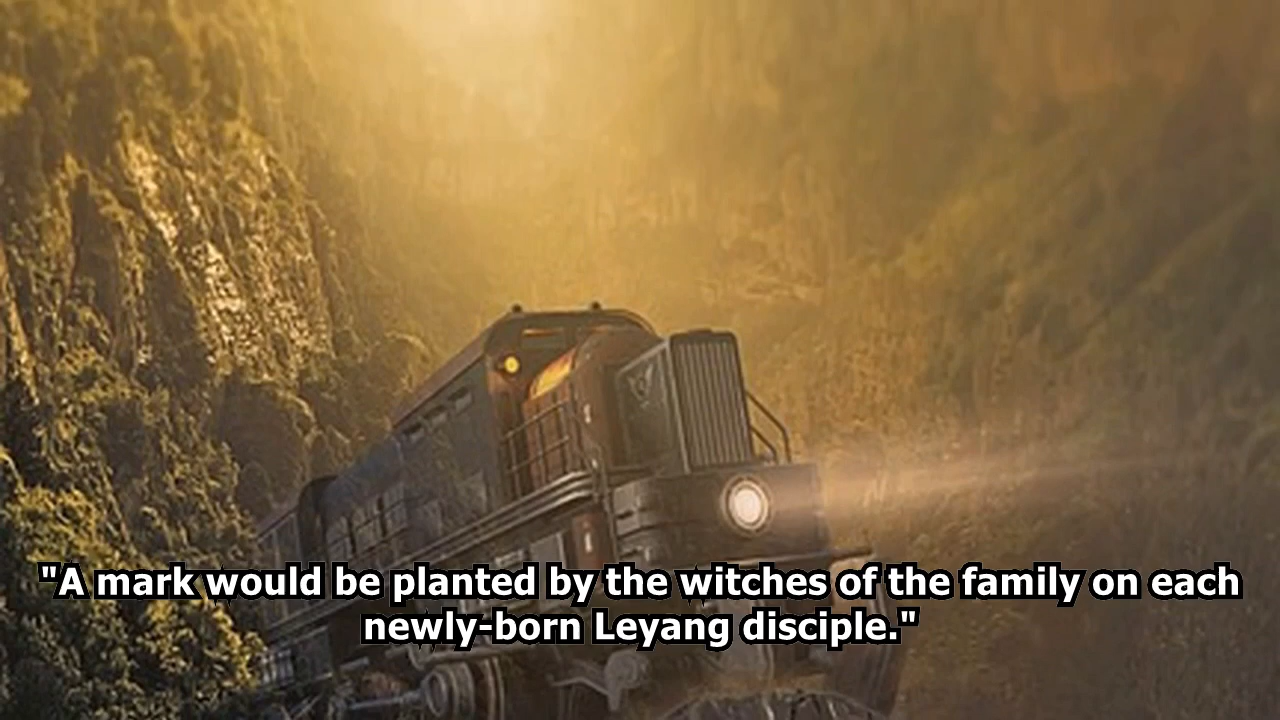 "A mark would be planted by the witches of the family on each
newly-born Leyang disciple."